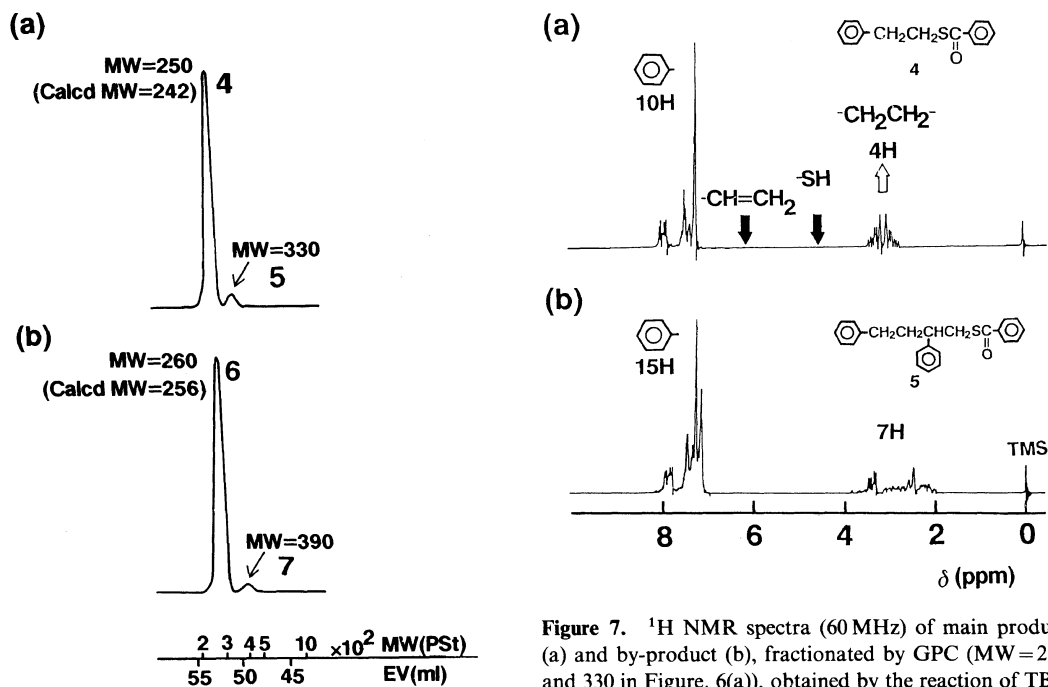 (a)
MW=250
(Calcd MW=242)
4
MW=330
5
(b)
MW=260
(Calcd MW=256)
6
MW=390
7
2 3 4 5 10 ×10² MW(PSt)
55 50 45 EV(ml)
(a)
10H
-CH=CH₂
-SH
CH₂CH₂SC
O
4
-CH₂CH₂-
4H
(b)
15H
CH₂CH₂CHCH₂SC
O
5
7H
TMS
8 6 4 2 0
δ (ppm)
Figure 7. ¹H NMR spectra (60 MHz) of main produ
(a) and by-product (b), fractionated by GPC (MW=2
and 330 in Figure. 6(a)), obtained by the reaction of TB